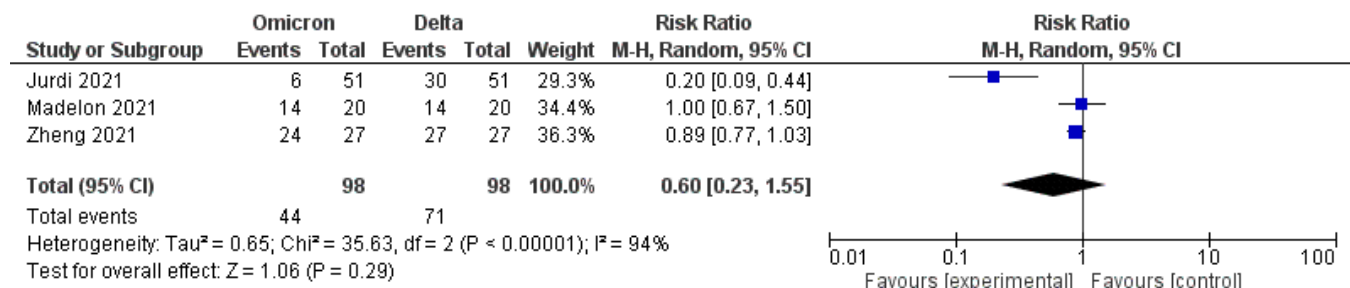 Omicron Delta Risk Ratio Risk Ratio
Study or Subgroup Events Total Events Total Weight M-H, Random, 95% CI M-H, Random, 95% CI
Jurdi 2021 6 51 30 51 29.3% 0.20 [0.09, 0.44]
Madelon 2021 14 20 14 20 34.4% 1.00 [0.67, 1.50]
Zheng 2021 24 27 27 27 36.3% 0.89 [0.77, 1.03]
Total (95% CI) 98 98 100.0% 0.60 [0.23, 1.55]
Total events 44 71
Heterogeneity: Tau² = 0.65; Chi² = 35.63, df = 2 (P < 0.00001); I² = 94%
Test for overall effect: Z = 1.06 (P = 0.29)
0.01 0.1 1 10 100
Favours [experimental] Favours [control]